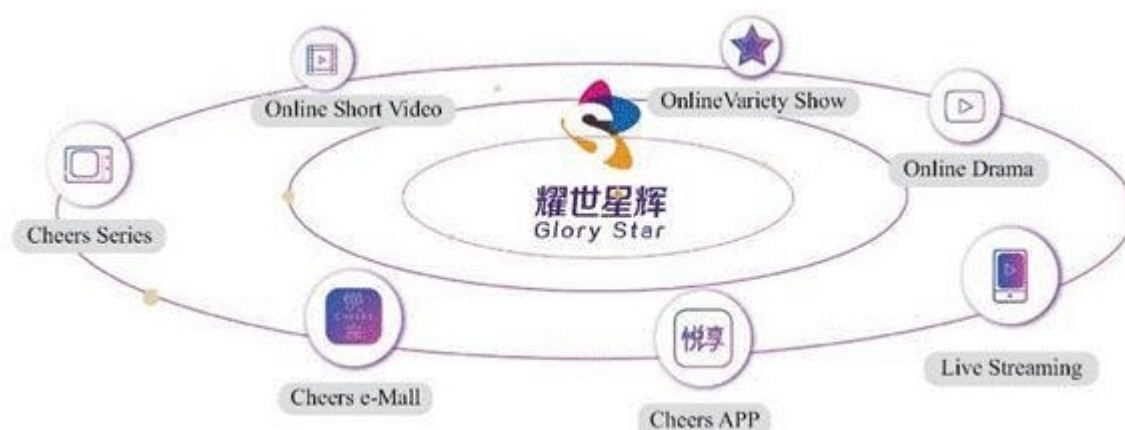 Online Short Video
OnlineVariety Show
Cheers Series
Online Drama
耀世星辉
Glory Star
CHEERS
悦享
Cheers e-Mall
Cheers APP
Live Streaming